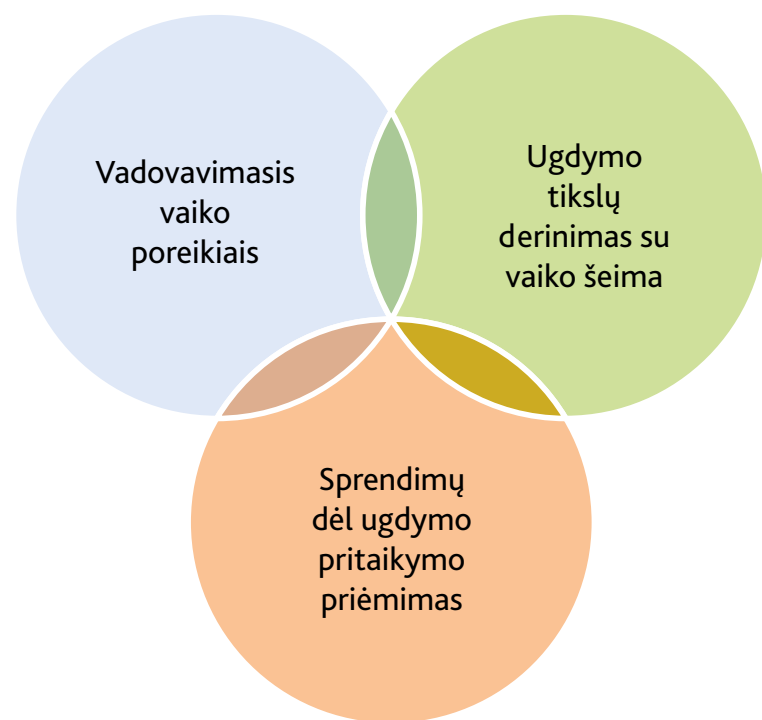 Vadovavimasis
vaiko
poreikiais
Ugdymo
tikslų
derinimas su
vaiko šeima
Sprendimų
dėl ugdymo
pritaikymo
priėmimas